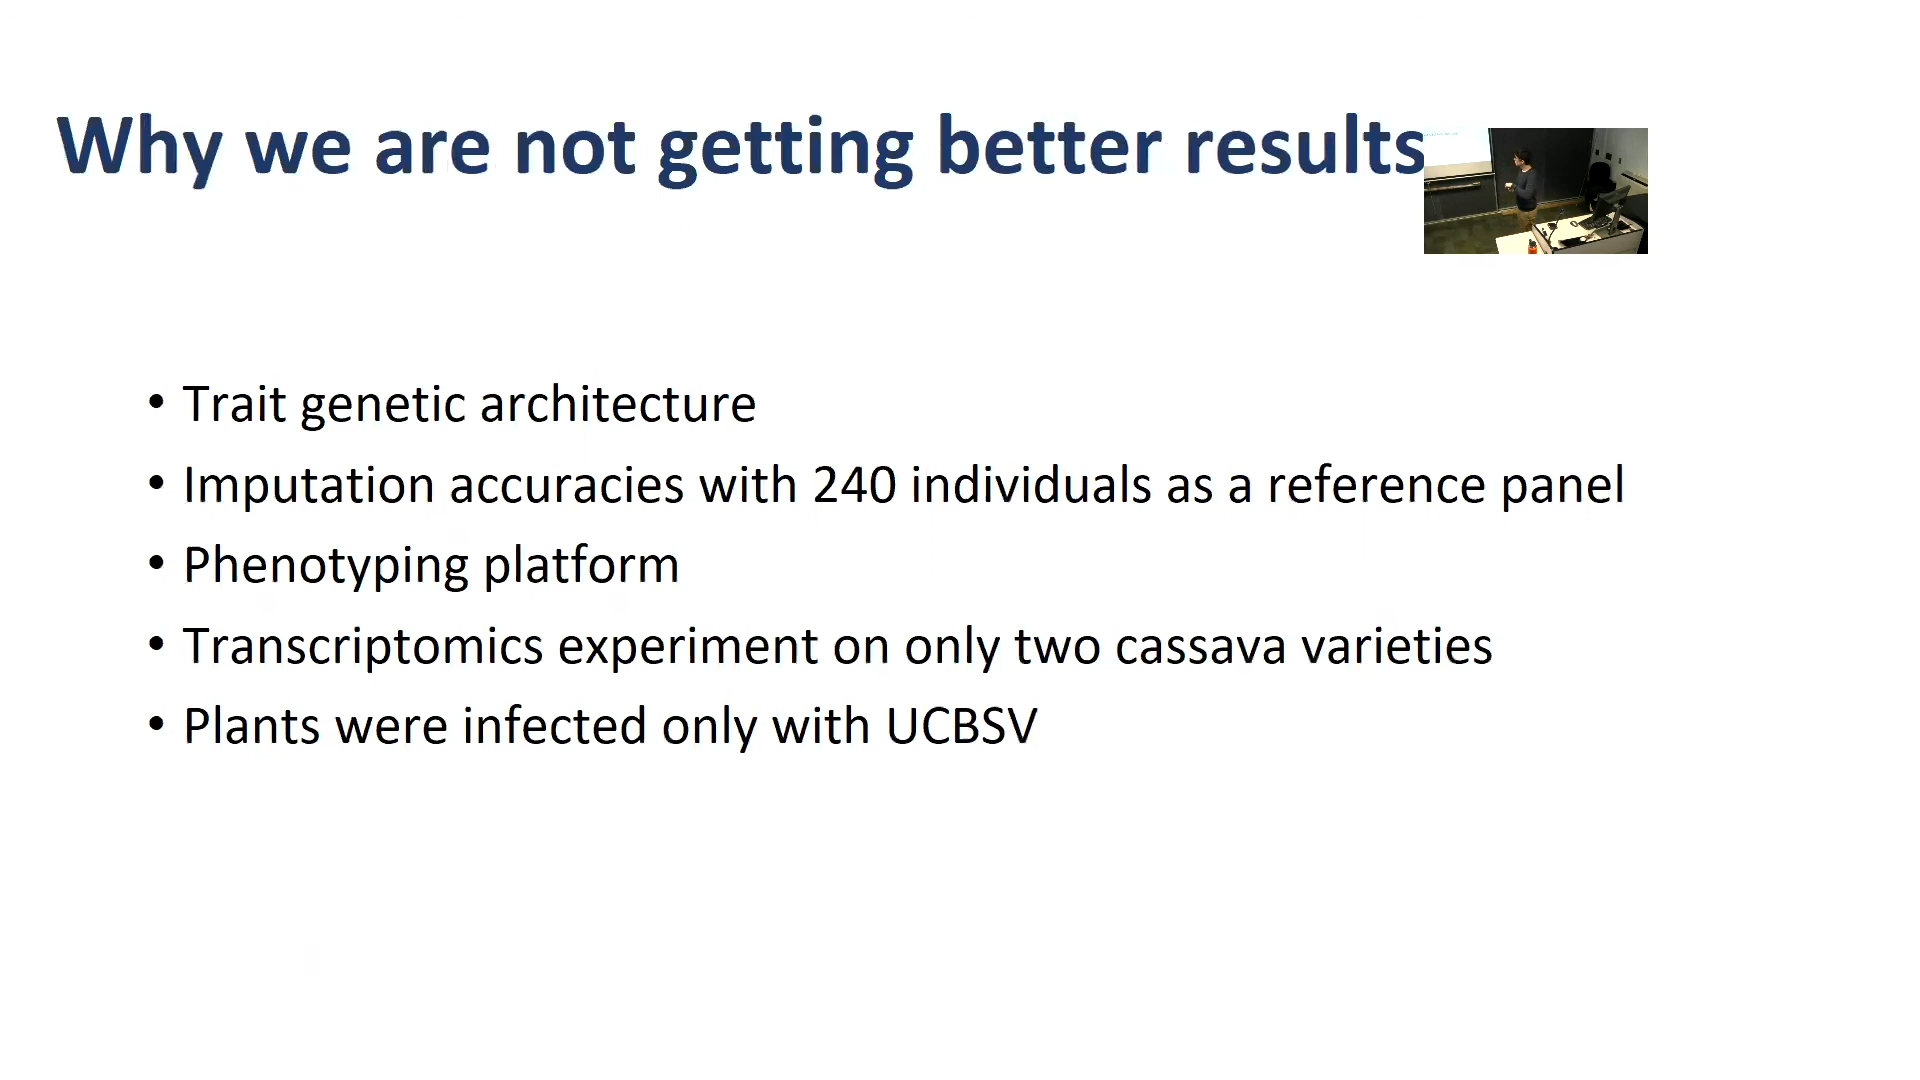 Why we are not getting better results
• Trait genetic architecture
• Imputation accuracies with 240 individuals as a reference panel
• Phenotyping platform
• Transcriptomics experiment on only two cassava varieties
• Plants were infected only with UCBSV